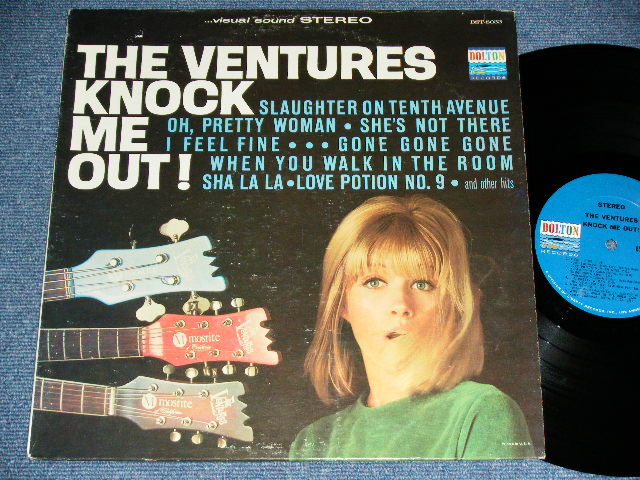 ...visual sound STEREO
DST-8033
THE VENTURES
KNOCK
ME
OUT!
DOLTON
RECORDS
SLAUGHTER ON TENTH AVENUE
OH, PRETTY WOMAN • SHE'S NOT THERE
I FEEL FINE • • • GONE GONE GONE
WHEN YOU WALK IN THE ROOM
SHA LA LA • LOVE POTION NO. 9 • and other hits
M mosrite
M mosrite
STEREO
THE VENTURES
KNOCK ME OUT!
DOLTON
RECORDS